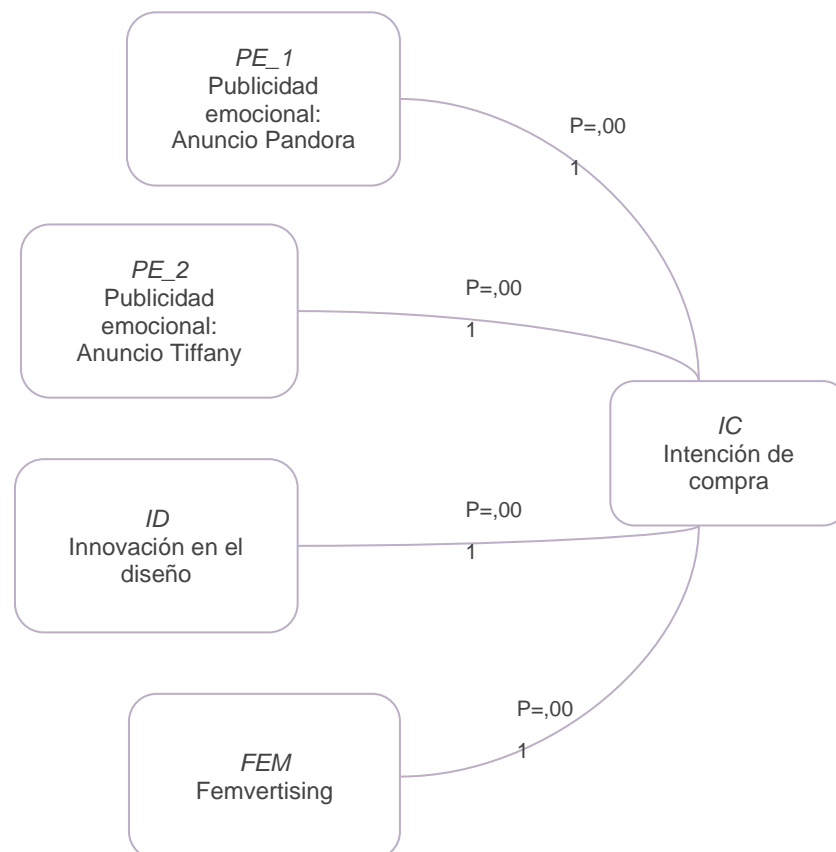 PE_1
Publicidad
emocional:
Anuncio Pandora
P=,00
1
PE_2
Publicidad
emocional:
Anuncio Tiffany
P=,00
1
IC
Intención de
compra
ID
Innovación en el
diseño
P=,00
1
FEM
Femvertising
P=,00
1